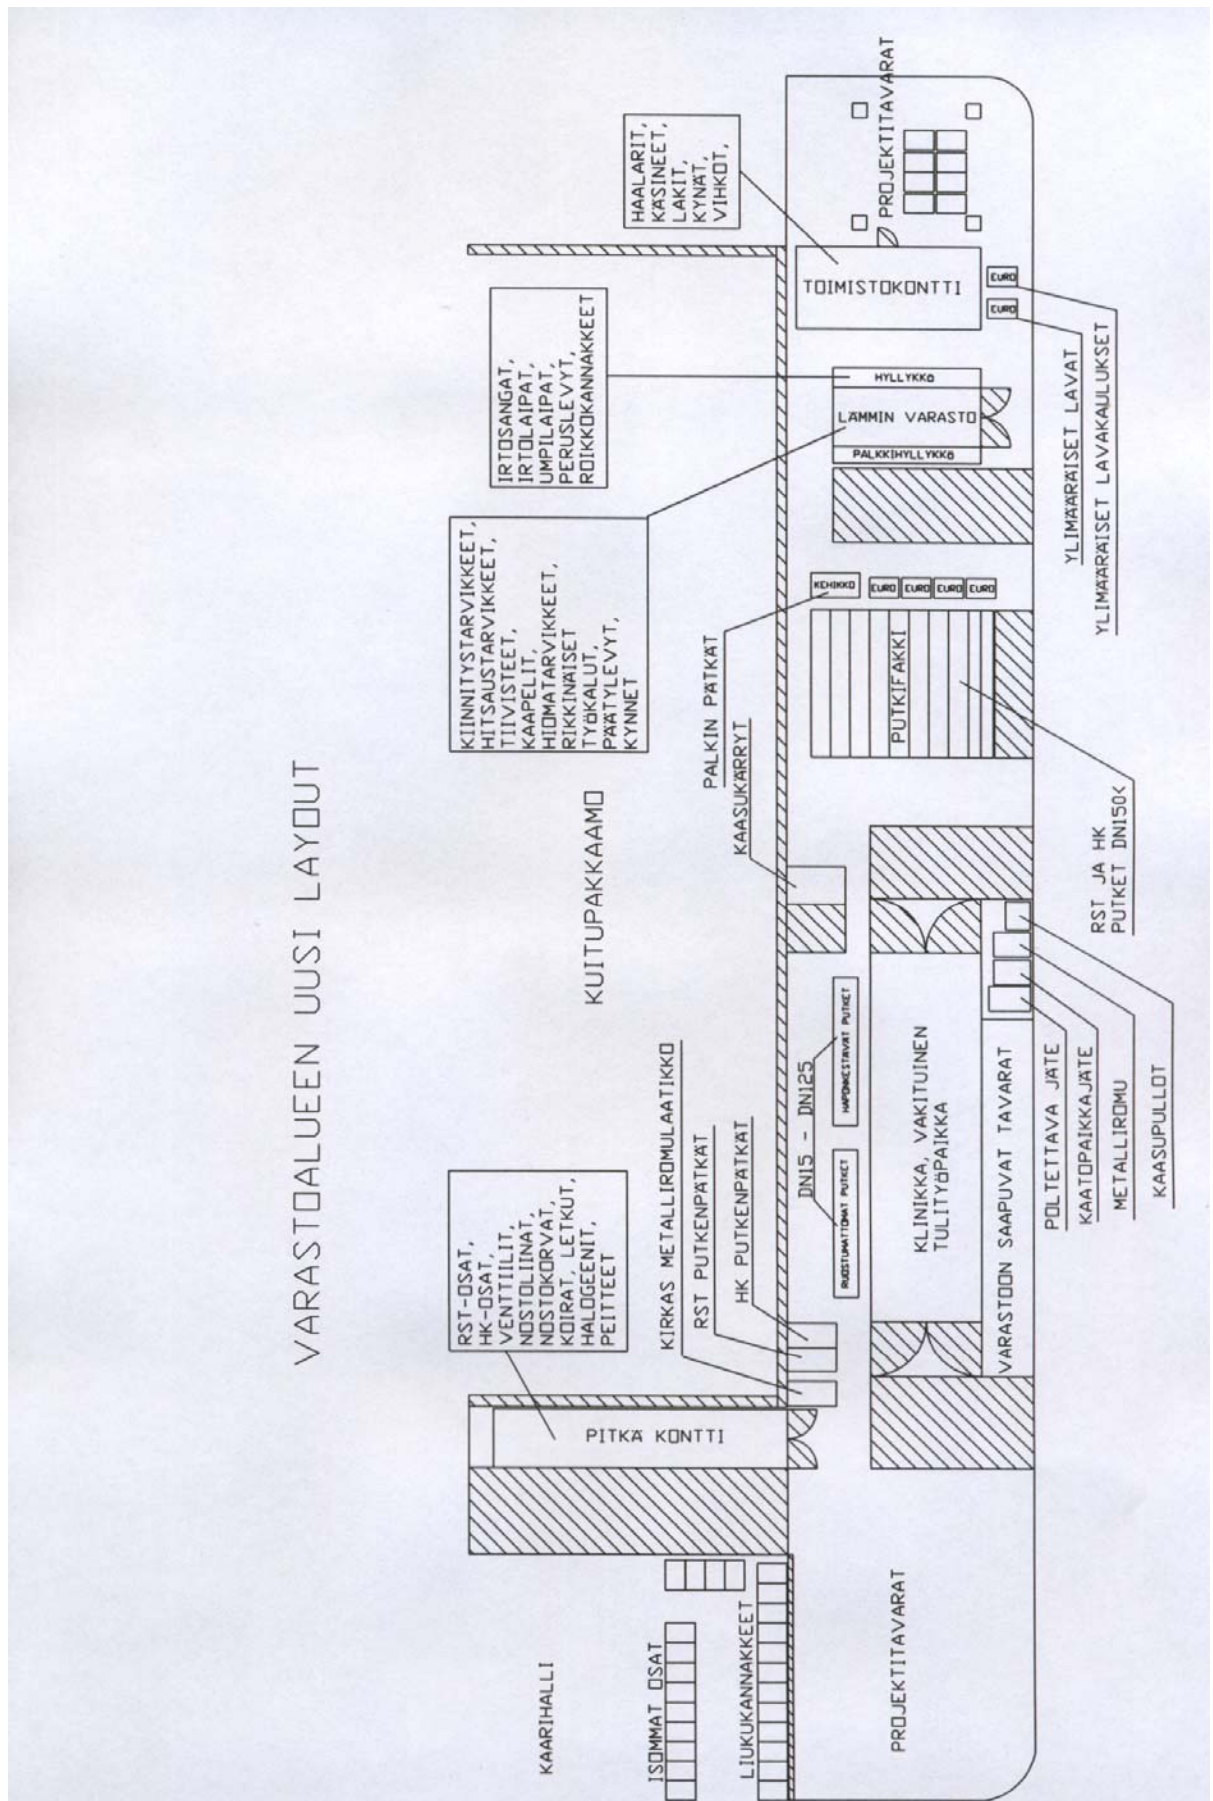 VARASTOALUEEN UUSI LAYOUT
KAARIHALLI
ISOMMAT OSAT
LIUKUKANNAKKEET
PROJEKTITAVARAT
RST-OSAT,
HK-OSAT,
VENTTIILIT,
NOSTOLIINAT,
NOSTOKORVAT,
KOIRAT, LETKUT,
HALOGEENIT,
PEITTEET
PITKÄ KONTTI
KIRKAS METALLIROMULAATIKKO
RST PUTKENPÄTKÄT
HK PUTKENPÄTKÄT
DN15 - DN125
RUOSTUMATTOMAT PUTKET
HAPONKESTAVAT PUTKET
KLINIKKA, VAKITUINEN
TULITYÖPAIKKA
VARASTOON SAAPUVAT TAVARAT
POLTETTAVA JÄTE
KAATOPAIKKAJÄTE
METALLIROMU
KAASUPULLOT
KUITUPAKKAAMO
KIINNITYSTARVIKKEET,
HITSAUSTARVIKKEET,
TIIVISTEET,
KAAPELIT,
HIOMATARVIKKEET,
RIKKINÄISET
TYÖKALUT,
PÄÄTYLEVYT,
KYNNET
PALKIN PÄTKÄT
KAASUKÄRRYT
PUTKIFAKKI
RST JA HK
PUTKET DN150<
KEHIKKO
EURO
EURO
EURO
EURO
IRTOSANGAT,
IRTOLAIPAT,
UMPILAIPAT,
PERUSLEVYT,
ROIKKOKANNAKKEET
HYLLYKKÖ
LÄMMIN VARASTO
PALKKIHYLLYKKÖ
HAALARIT,
KÄSINEET,
LAKIT,
KYNÄT,
VIHKOT,
TOIMISTOKONTTI
EURO
EURO
YLIMÄÄRÄISET LAVAT
YLIMÄÄRÄISET LAVAKAULUKSET
PROJEKTITAVARAT